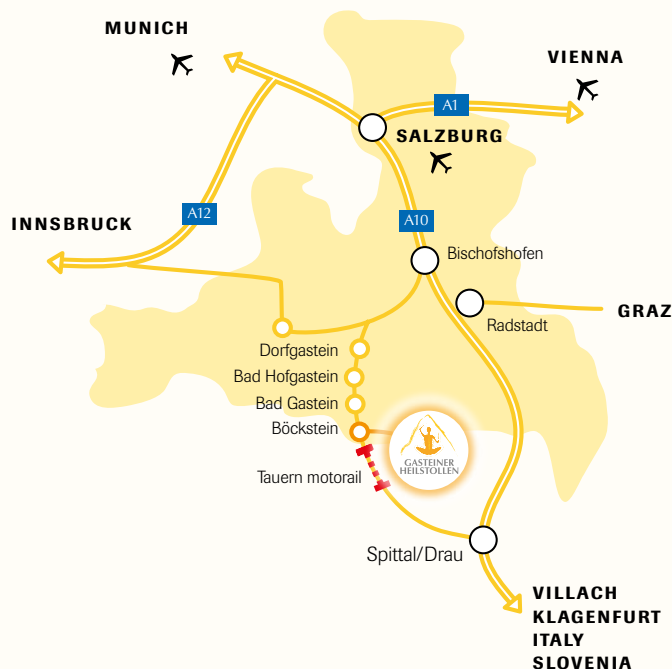 MUNICH
VIENNA
A1
SALZBURG
A12
INNSBRUCK
A10
Bischofshofen
GRAZ
Radstadt
Dorfgastein
Bad Hofgastein
Bad Gastein
Böckstein
GASTEINER
HEILSTOLLEN
Tauern motorail
Spittal/Drau
VILLACH
KLAGENFURT
ITALY
SLOVENIA